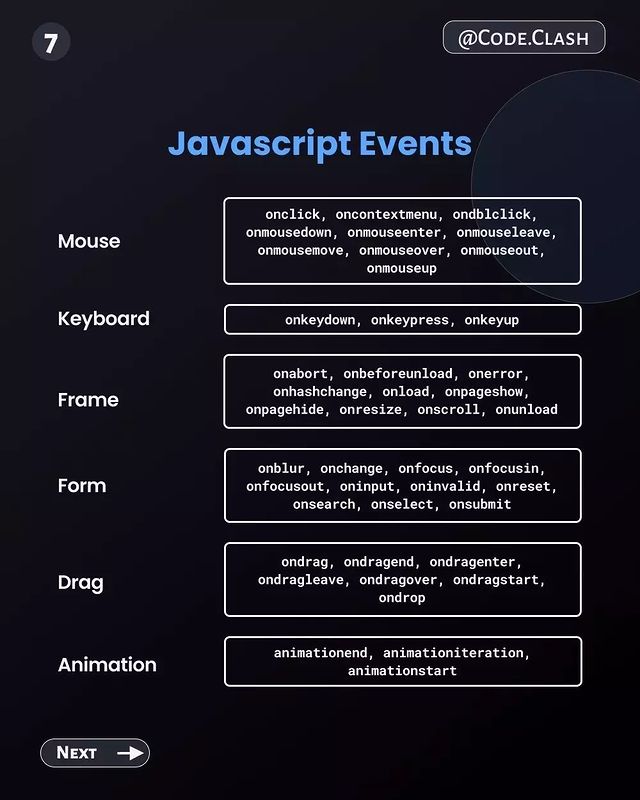 7
@Code.Clash
Javascript Events
Mouse
onclick, oncontextmenu, ondblclick,
onmousedown, onmouseenter, onmouseleave,
onmousemove, onmouseover, onmouseout,
onmouseup
Keyboard
onkeydown, onkeypress, onkeyup
Frame
onabort, onbeforeunload, onerror,
onhashchange, onload, onpageshow,
onpagehide, onresize, onscroll, onunload
Form
onblur, onchange, onfocus, onfocusin,
onfocusout, oninput, oninvalid, onreset,
onsearch, onselect, onsubmit
Drag
ondrag, ondragend, ondragenter,
ondragleave, ondragover, ondragstart,
ondrop
Animation
animationend, animationiteration,
animationstart
Next